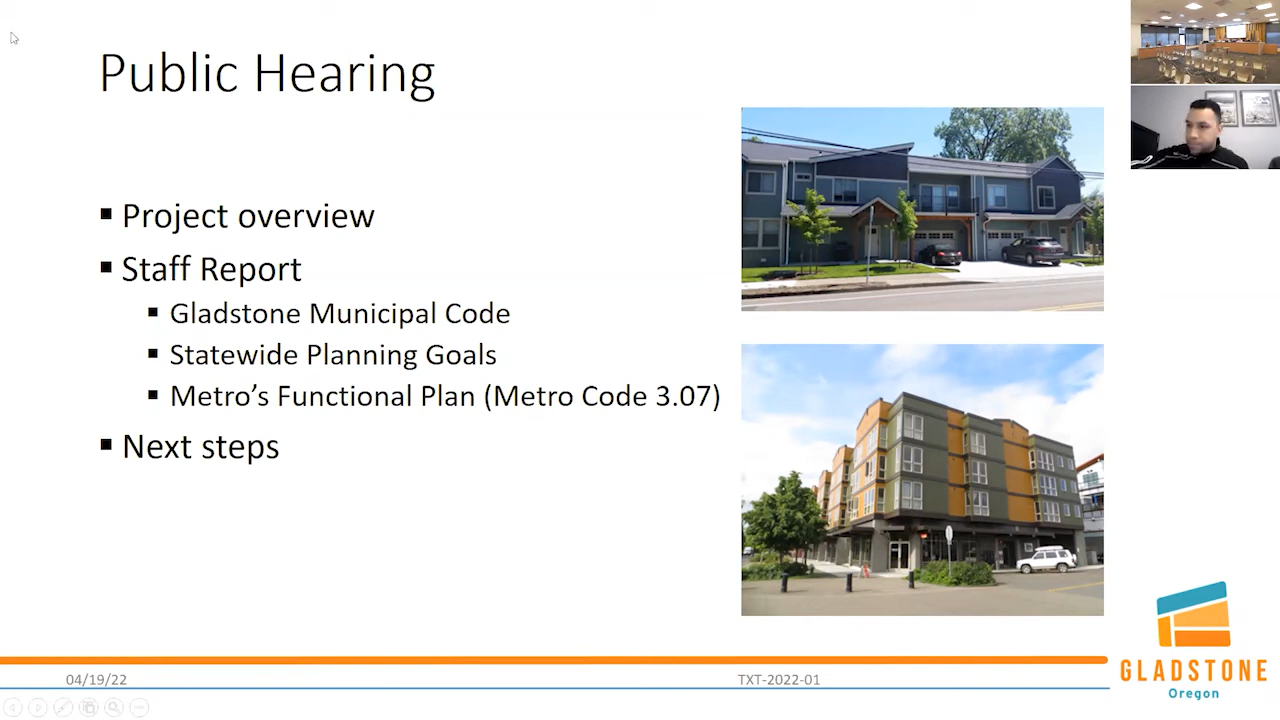 Public Hearing
▪ Project overview
▪ Staff Report
▪ Gladstone Municipal Code
▪ Statewide Planning Goals
▪ Metro’s Functional Plan (Metro Code 3.07)
▪ Next steps
04/19/22
TXT-2022-01
GLADSTONE
Oregon